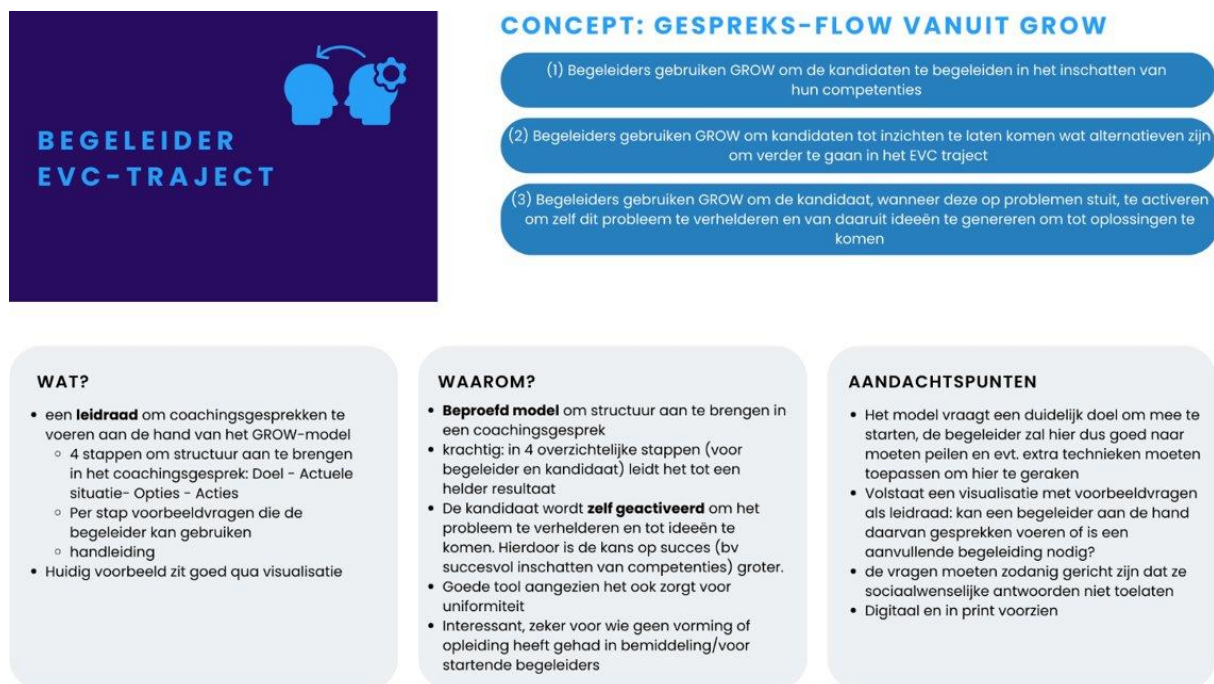 BEGELEIDER
EVC-TRAJECT
CONCEPT: GESPREKS-FLOW VANUIT GROW
(1) Begeleiders gebruiken GROW om de kandidaten te begeleiden in het inschatten van
hun competenties
(2) Begeleiders gebruiken GROW om kandidaten tot inzichten te laten komen wat alternatieven zijn
om verder te gaan in het EVC traject
(3) Begeleiders gebruiken GROW om de kandidaat, wanneer deze op problemen stuit, te activeren
om zelf dit probleem te verhelderen en van daaruit ideeën te genereren om tot oplossingen te
komen
WAT?
• een leidraad om coachingsgesprekken te
voeren aan de hand van het GROW-model
◦ 4 stappen om structuur aan te brengen
in het coachingsgesprek: Doel - Actuele
situatie- Opties - Acties
◦ Per stap voorbeeldvragen die de
begeleider kan gebruiken
◦ handleiding
• Huidig voorbeeld zit goed qua visualisatie
WAAROM?
• Beproefd model om structuur aan te brengen in
een coachingsgesprek
• krachtig: in 4 overzichtelijke stappen (voor
begeleider en kandidaat) leidt het tot een
helder resultaat
• De kandidaat wordt zelf geactiveerd om het
probleem te verhelderen en tot ideeën te
komen. Hierdoor is de kans op succes (bv
succesvol inschatten van competenties) groter.
• Goede tool aangezien het ook zorgt voor
uniformiteit
• Interessant, zeker voor wie geen vorming of
opleiding heeft gehad in bemiddeling/voor
startende begeleiders
AANDACHTSPUNTEN
• Het model vraagt een duidelijk doel om mee te
starten, de begeleider zal hier dus goed naar
moeten peilen en evt. extra technieken moeten
toepassen om hier te geraken
• Volstaat een visualisatie met voorbeeldvragen
als leidraad: kan een begeleider aan de hand
daarvan gesprekken voeren of is een
aanvullende begeleiding nodig?
• de vragen moeten zodanig gericht zijn dat ze
sociaalwenselijke antwoorden niet toelaten
• Digitaal en in print voorzien